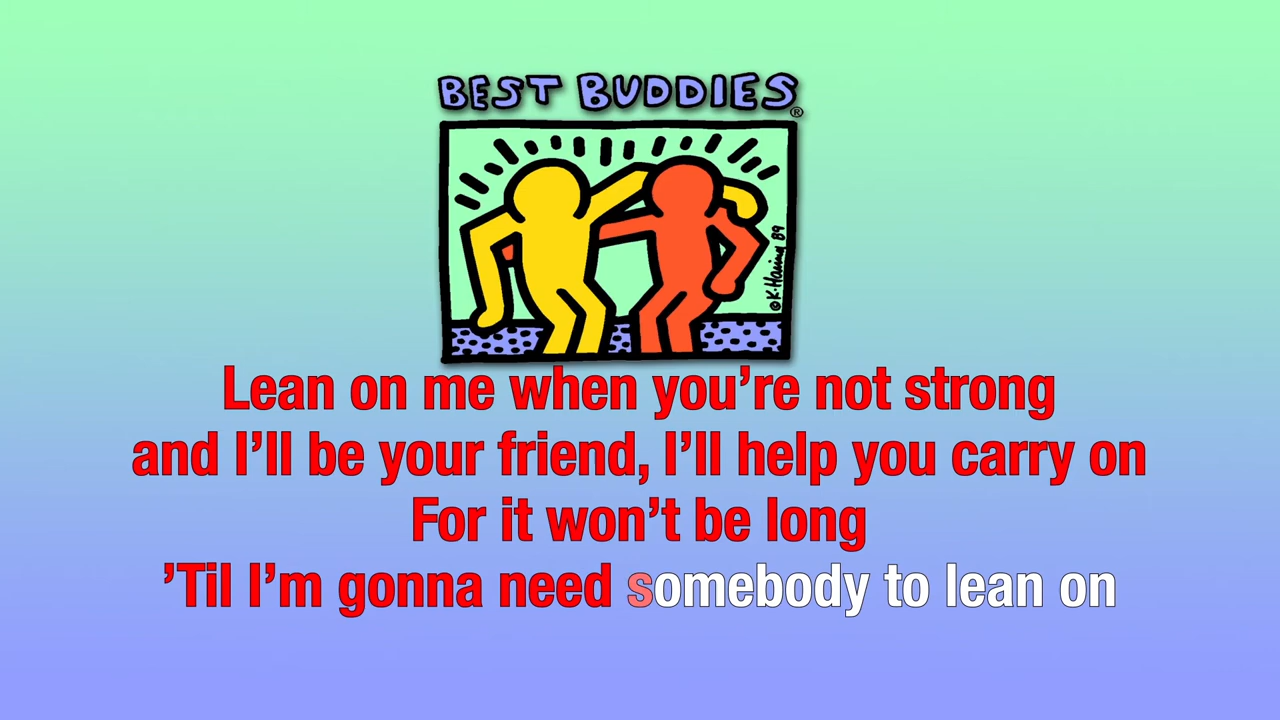 BEST BUDDIES®
©K·Haring 89
Lean on me when you’re not strong
and I’ll be your friend, I’ll help you carry on
For it won’t be long
’Til I’m gonna need somebody to lean on